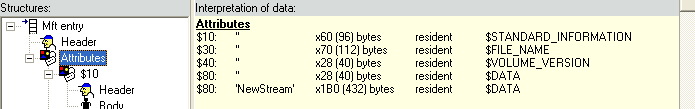 Structures:
Interpretation of data:
Mft entry
Header
Attributes
$10
Header
Body
Attributes
$10: '' x60 (96) bytes resident $STANDARD_INFORMATION
$30: '' x70 (112) bytes resident $FILE_NAME
$40: '' x28 (40) bytes resident $VOLUME_VERSION
$80: '' x28 (40) bytes resident $DATA
$80: 'NewStream' x1B0 (432) bytes resident $DATA